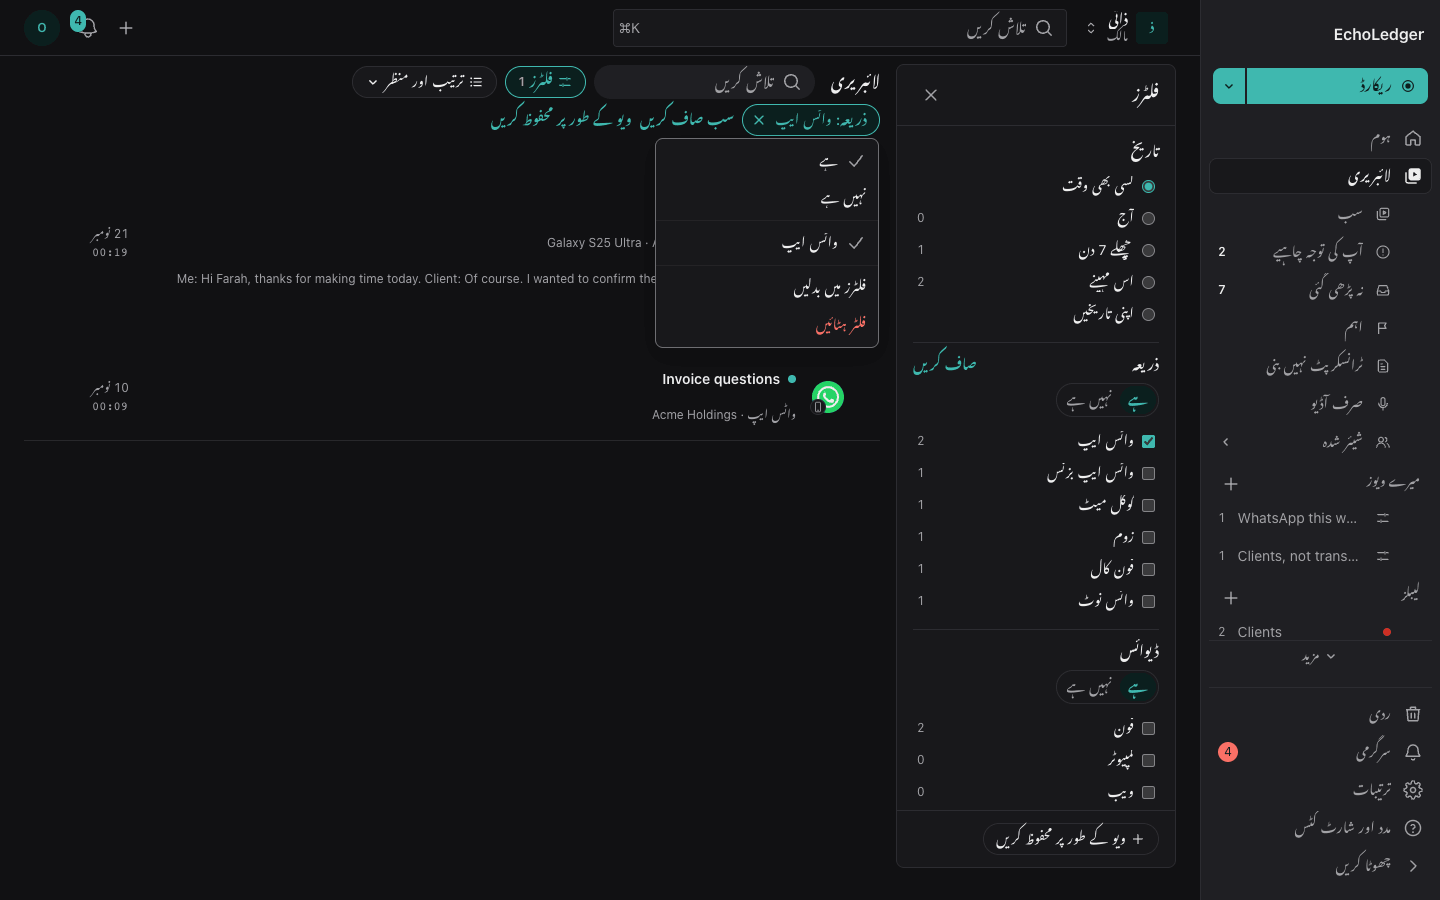 EchoLedger
ریکارڈ
ہوم
لائبریری
سب
آپ کی توجہ چاہیے 2
نہ پڑھی گئی 7
اہم
ٹرانسکرپٹ نہیں بنی
صرف آڈیو
شیئر شدہ
میرے ویوز
WhatsApp this w... 1
Clients, not trans... 1
لیبلز
Clients 2
مزید
ردی
سرگرمی 4
ترتیبات
مدد اور شارٹ کٹس
چھوٹا کریں
ذ
ذاتی
مالک
تلاش کریں ⌘K
4
O
فلٹرز
تاریخ
کسی بھی وقت
آج 0
پچھلے 7 دن 1
اس مہینے 2
اپنی تاریخیں
ذریعہ صاف کریں
ہے نہیں ہے
واٹس ایپ 2
واٹس ایپ بزنس 1
گوگل میٹ 1
زوم 1
فون کال 1
وائس نوٹ 1
ڈیوائس
ہے نہیں ہے
فون 2
کمپیوٹر 0
ویب 0
ویو کے طور پر محفوظ کریں
لائبریری
تلاش کریں
فلٹرز 1
ترتیب اور منظر
ذریعہ: واٹس ایپ
سب صاف کریں
ویو کے طور پر محفوظ کریں
ہے
نہیں ہے
واٹس ایپ
فلٹرز میں بدلیں
فلٹر ہٹائیں
Galaxy S25 Ultra ·
21 نومبر
00:19
Me: Hi Farah, thanks for making time today. Client: Of course. I wanted to confirm the
Invoice questions
واٹس ایپ · Acme Holdings
10 نومبر
00:09